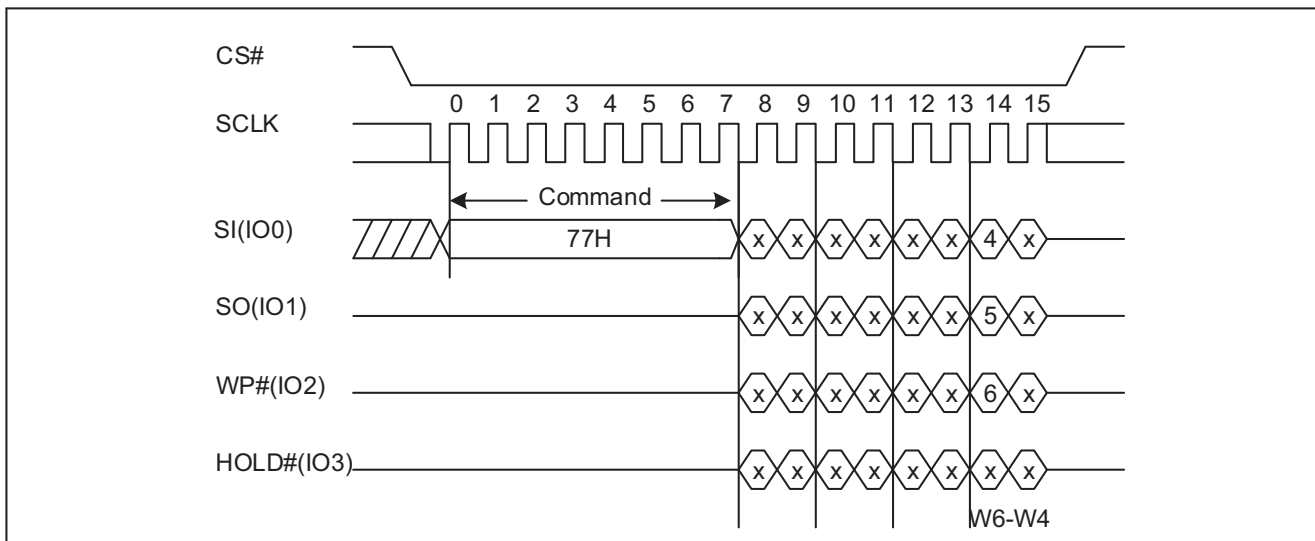 CS#
0 1 2 3 4 5 6 7 8 9 10 11 12 13 14 15
SCLK
Command
SI(IO0)
77H
x x x x x x 4 x
SO(IO1)
x x x x x x 5 x
WP#(IO2)
x x x x x x 6 x
HOLD#(IO3)
x x x x x x x x
W6-W4